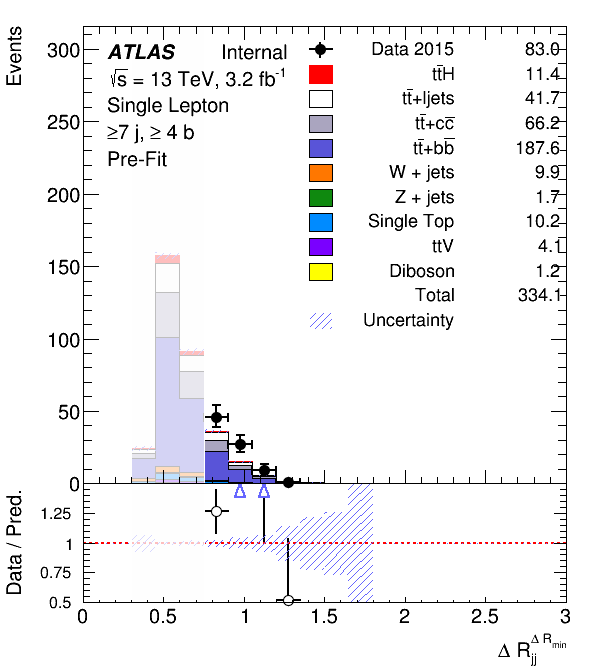 Events
300
250
200
150
100
50
0
ATLAS Internal
√s = 13 TeV, 3.2 fb-1
Single Lepton
≥7 j, ≥ 4 b
Pre-Fit
Data 2015 83.0
tt̄H 11.4
tt̄+ljets 41.7
tt̄+cc̄ 66.2
tt̄+bb̄ 187.6
W + jets 9.9
Z + jets 1.7
Single Top 10.2
ttV 4.1
Diboson 1.2
Total 334.1
Uncertainty
Data / Pred.
1.25
1
0.75
0.5
0 0.5 1 1.5 2 2.5 3
Δ R jj Δ R min